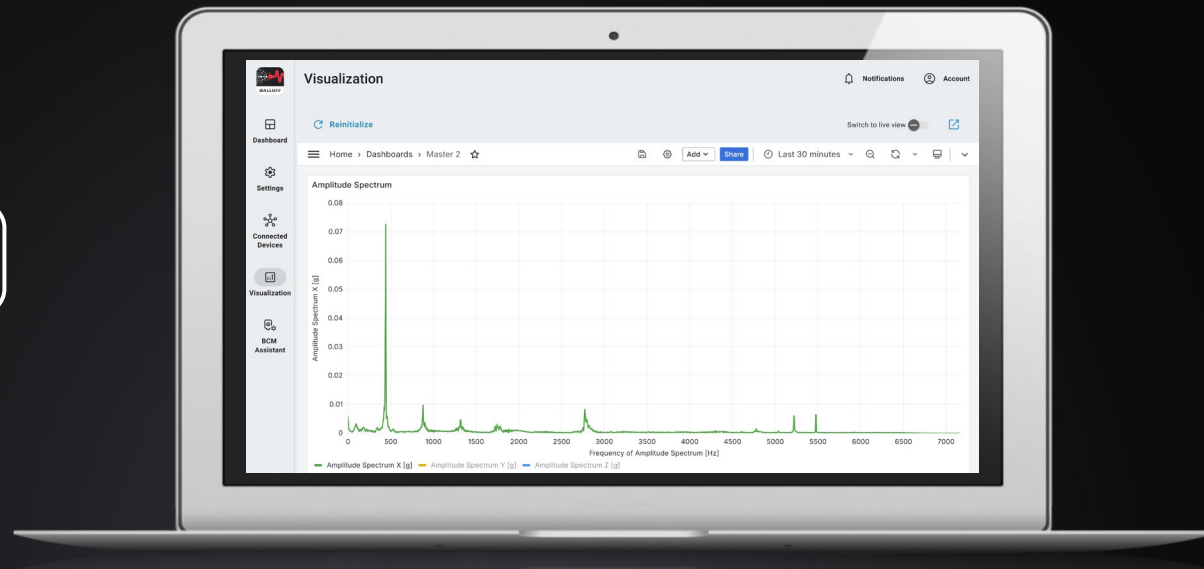 BALLUFF
Visualization
Notifications
Account
Dashboard
Reinitialize
Switch to live view
Home › Dashboards › Master 2
Add
Share
Last 30 minutes
Settings
Connected
Devices
Visualization
BCM
Assistant
Amplitude Spectrum
Amplitude Spectrum X [g]
0.08
0.07
0.06
0.05
0.04
0.03
0.02
0.01
0
0 500 1000 1500 2000 2500 3000 3500 4000 4500 5000 5500 6000 6500 7000
Frequency of Amplitude Spectrum [Hz]
Amplitude Spectrum X [g] Amplitude Spectrum Y [g] Amplitude Spectrum Z [g]